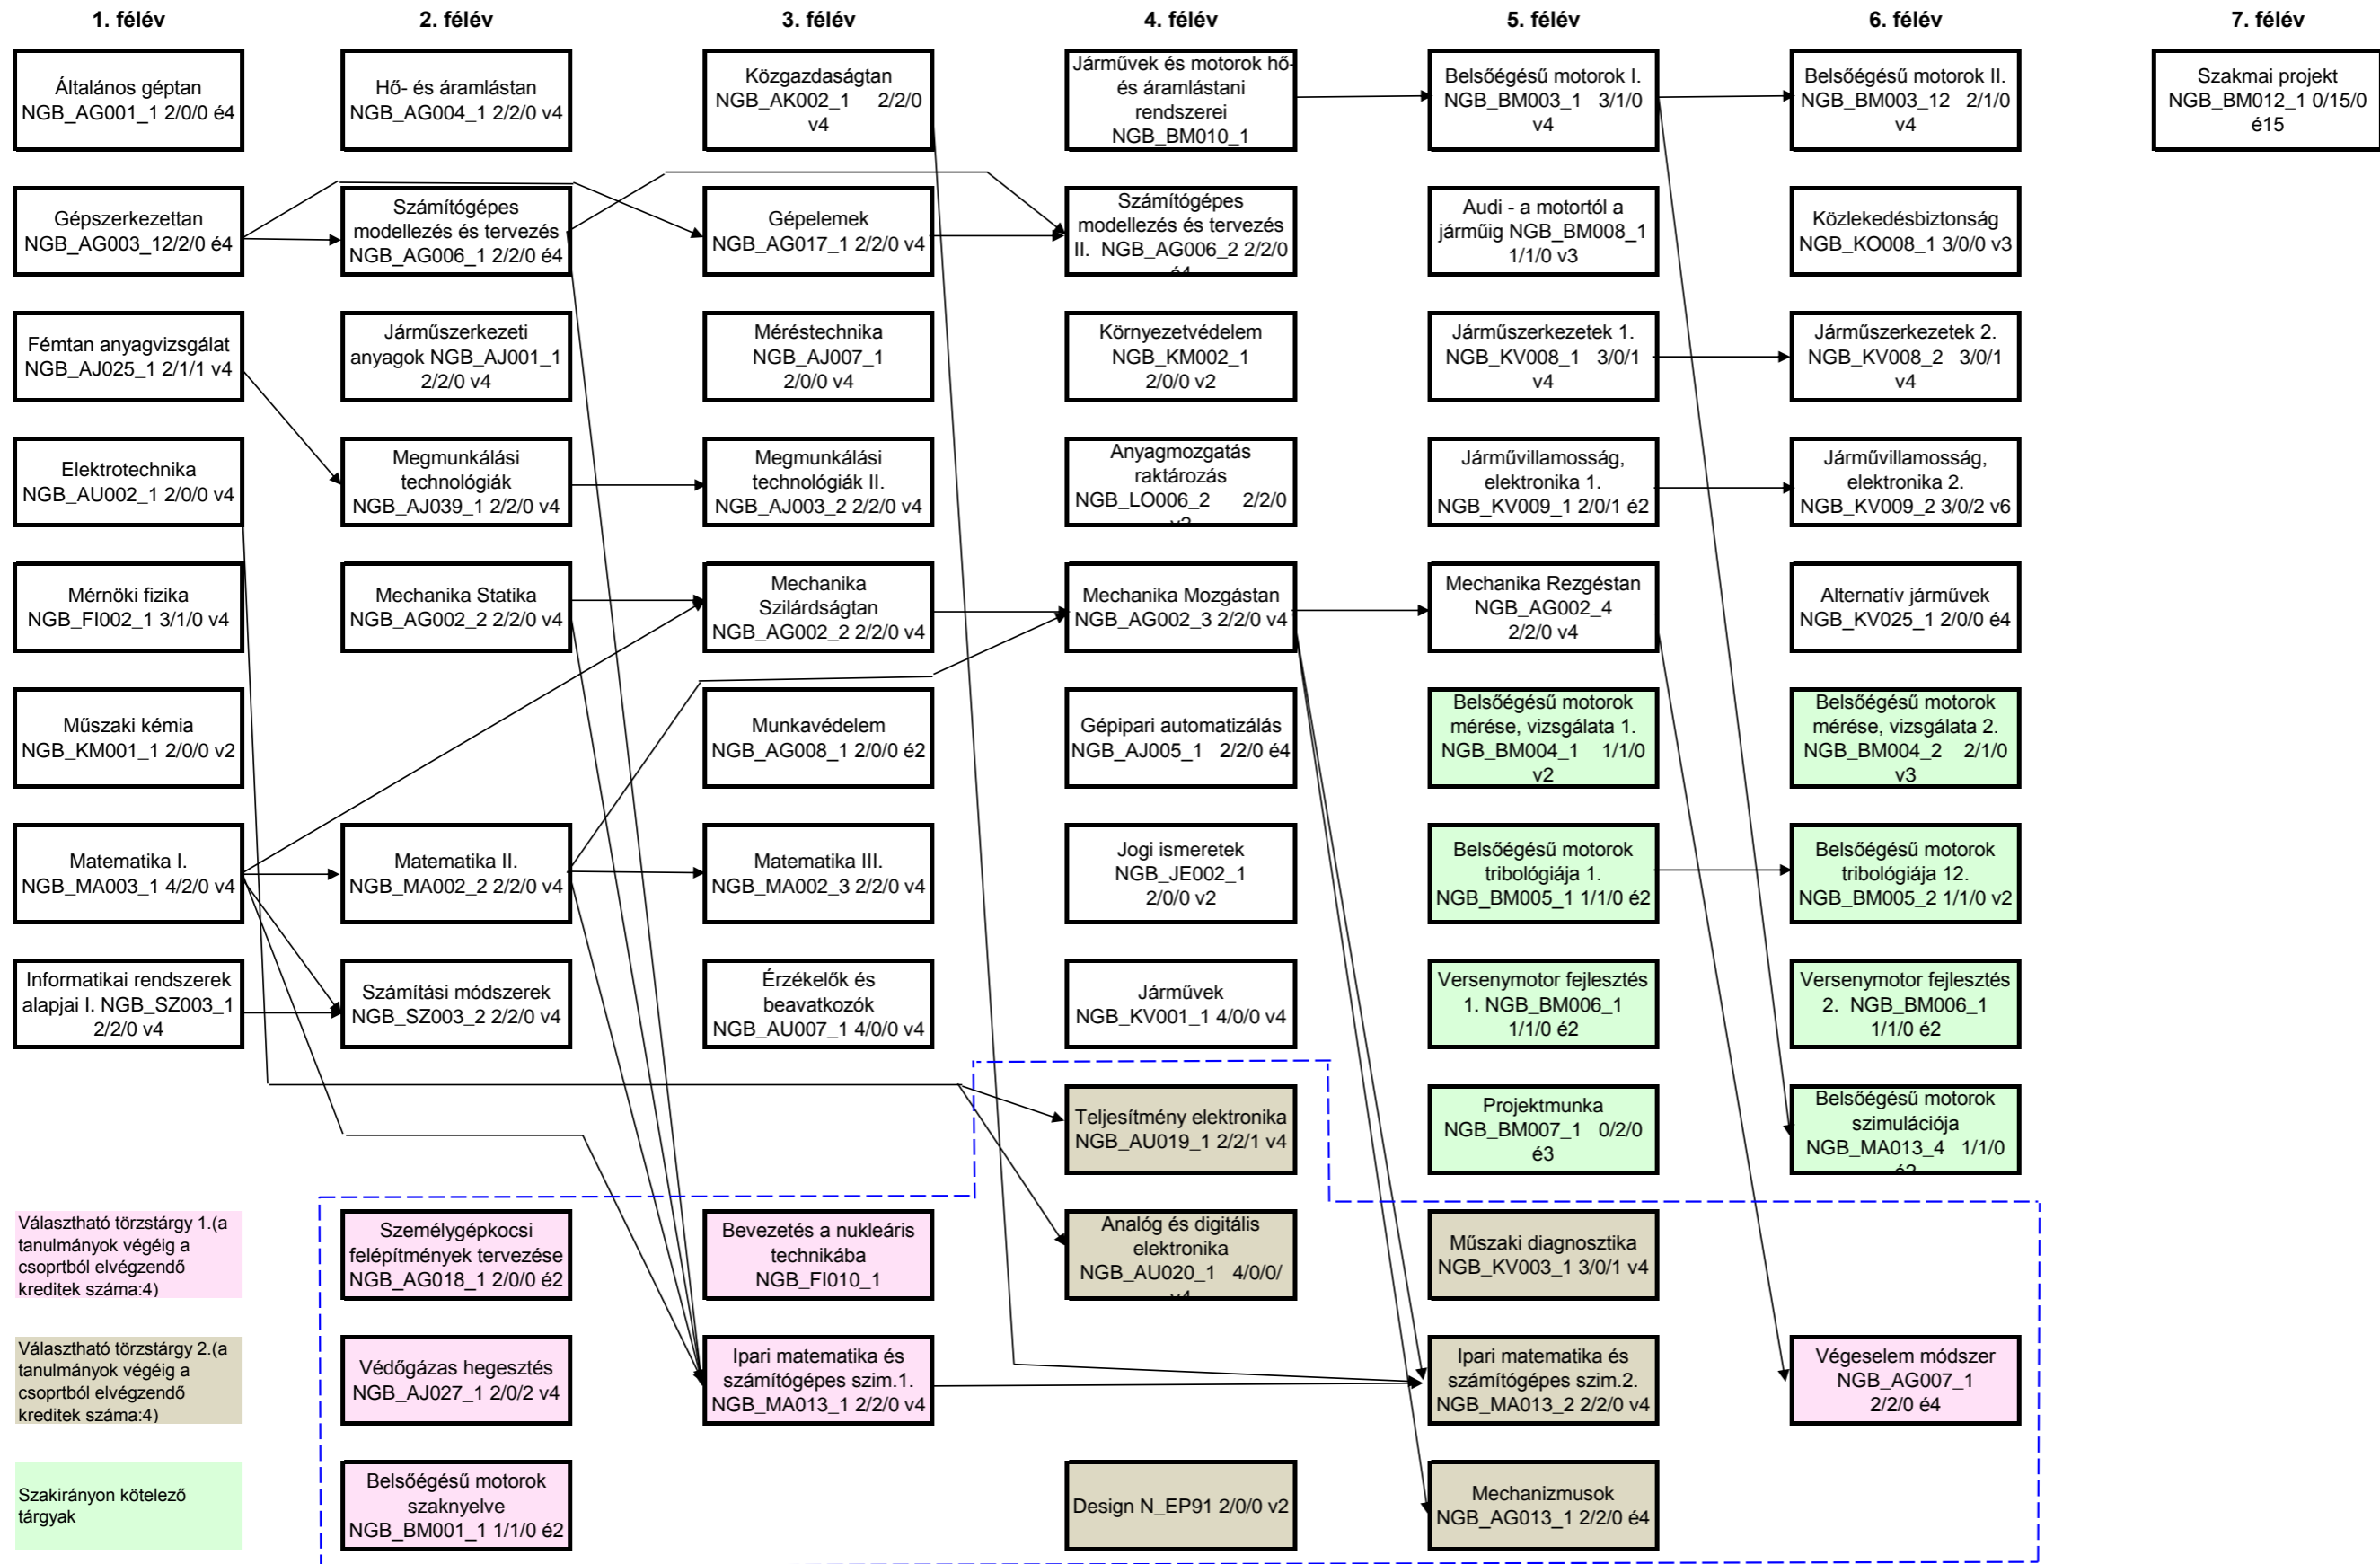 1. félév
2. félév
3. félév
4. félév
5. félév
6. félév
7. félév
Általános géptan
NGB_AG001_1 2/0/0 é4
Hő- és áramlástan
NGB_AG004_1 2/2/0 v4
Közgazdaságtan
NGB_AK002_1 2/2/0
v4
Járművek és motorok hő-
és áramlástani
rendszerei
NGB_BM010_1
Belsőégésű motorok I.
NGB_BM003_1 3/1/0
v4
Belsőégésű motorok II.
NGB_BM003_12 2/1/0
v4
Szakmai projekt
NGB_BM012_1 0/15/0
é15
Gépszerkezettan
NGB_AG003_12/2/0 é4
Számítógépes
modellezés és tervezés
NGB_AG006_1 2/2/0 é4
Gépelemek
NGB_AG017_1 2/2/0 v4
Számítógépes
modellezés és tervezés
II. NGB_AG006_2 2/2/0
é4
Audi - a motortól a
járműig NGB_BM008_1
1/1/0 v3
Közlekedésbiztonság
NGB_KO008_1 3/0/0 v3
Fémtan anyagvizsgálat
NGB_AJ025_1 2/1/1 v4
Járműszerkezeti
anyagok NGB_AJ001_1
2/2/0 v4
Méréstechnika
NGB_AJ007_1
2/0/0 v4
Környezetvédelem
NGB_KM002_1
2/0/0 v2
Járműszerkezetek 1.
NGB_KV008_1 3/0/1
v4
Járműszerkezetek 2.
NGB_KV008_2 3/0/1
v4
Elektrotechnika
NGB_AU002_1 2/0/0 v4
Megmunkálási
technológiák
NGB_AJ039_1 2/2/0 v4
Megmunkálási
technológiák II.
NGB_AJ003_2 2/2/0 v4
Anyagmozgatás
raktározás
NGB_LO006_2 2/2/0
Járművillamosság,
elektronika 1.
NGB_KV009_1 2/0/1 é2
Járművillamosság,
elektronika 2.
NGB_KV009_2 3/0/2 v6
Mérnöki fizika
NGB_FI002_1 3/1/0 v4
Mechanika Statika
NGB_AG002_2 2/2/0 v4
Mechanika
Szilárdságtan
NGB_AG002_2 2/2/0 v4
Mechanika Mozgástan
NGB_AG002_3 2/2/0 v4
Mechanika Rezgéstan
NGB_AG002_4
2/2/0 v4
Alternatív járművek
NGB_KV025_1 2/0/0 é4
Műszaki kémia
NGB_KM001_1 2/0/0 v2
Munkavédelem
NGB_AG008_1 2/0/0 é2
Gépipari automatizálás
NGB_AJ005_1 2/2/0 é4
Belsőégésű motorok
mérése, vizsgálata 1.
NGB_BM004_1 1/1/0
v2
Belsőégésű motorok
mérése, vizsgálata 2.
NGB_BM004_2 2/1/0
v3
Matematika I.
NGB_MA003_1 4/2/0 v4
Matematika II.
NGB_MA002_2 2/2/0 v4
Matematika III.
NGB_MA002_3 2/2/0 v4
Jogi ismeretek
NGB_JE002_1
2/0/0 v2
Belsőégésű motorok
tribológiája 1.
NGB_BM005_1 1/1/0 é2
Belsőégésű motorok
tribológiája 12.
NGB_BM005_2 1/1/0 v2
Informatikai rendszerek
alapjai I. NGB_SZ003_1
2/2/0 v4
Számítási módszerek
NGB_SZ003_2 2/2/0 v4
Érzékelők és
beavatkozók
NGB_AU007_1 4/0/0 v4
Járművek
NGB_KV001_1 4/0/0 v4
Versenymotor fejlesztés
1. NGB_BM006_1
1/1/0 é2
Versenymotor fejlesztés
2. NGB_BM006_1
1/1/0 é2
Teljesítmény elektronika
NGB_AU019_1 2/2/1 v4
Projektmunka
NGB_BM007_1 0/2/0
é3
Belsőégésű motorok
szimulációja
NGB_MA013_4 1/1/0
Választható törzstárgy 1.(a
tanulmányok végéig a
csoprtból elvégzendő
kreditek száma:4)
Személygépkocsi
felépítmények tervezése
NGB_AG018_1 2/0/0 é2
Bevezetés a nukleáris
technikába
NGB_FI010_1
Analóg és digitális
elektronika
NGB_AU020_1 4/0/0/
v4
Műszaki diagnosztika
NGB_KV003_1 3/0/1 v4
Választható törzstárgy 2.(a
tanulmányok végéig a
csoprtból elvégzendő
kreditek száma:4)
Védőgázas hegesztés
NGB_AJ027_1 2/0/2 v4
Ipari matematika és
számítógépes szim.1.
NGB_MA013_1 2/2/0 v4
Ipari matematika és
számítógépes szim.2.
NGB_MA013_2 2/2/0 v4
Végeselem módszer
NGB_AG007_1
2/2/0 é4
Szakirányon kötelező
tárgyak
Belsőégésű motorok
szaknyelve
NGB_BM001_1 1/1/0 é2
Design N_EP91 2/0/0 v2
Mechanizmusok
NGB_AG013_1 2/2/0 é4